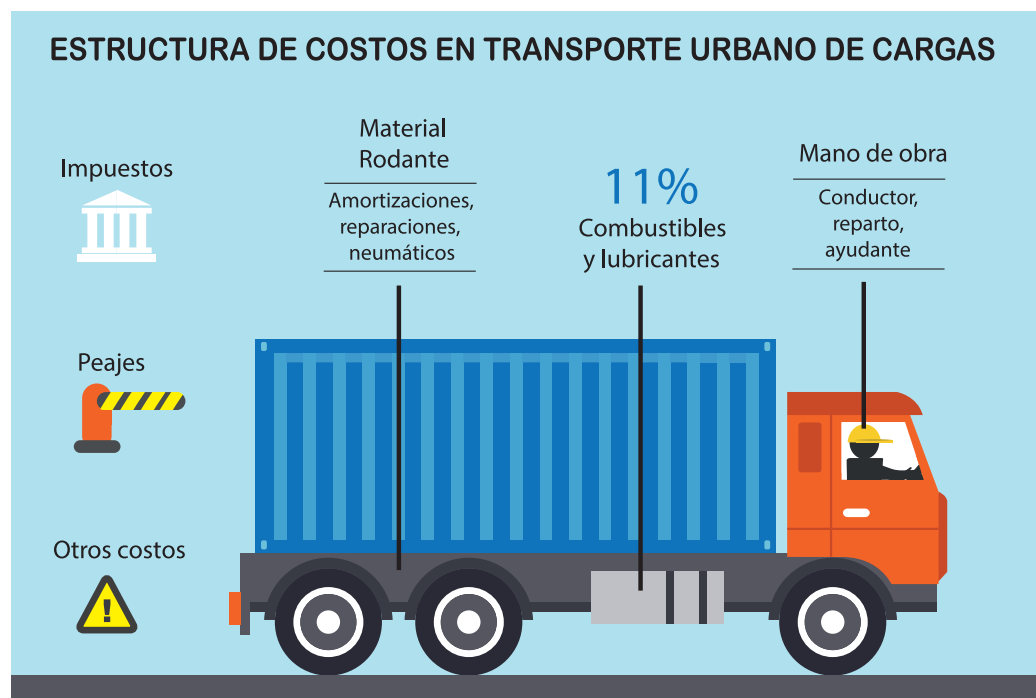 ESTRUCTURA DE COSTOS EN TRANSPORTE URBANO DE CARGAS
Impuestos
Material
Rodante
Amortizaciones,
reparaciones,
neumáticos
11%
Combustibles
y lubricantes
Mano de obra
Conductor,
reparto,
ayudante
Peajes
Otros costos
!